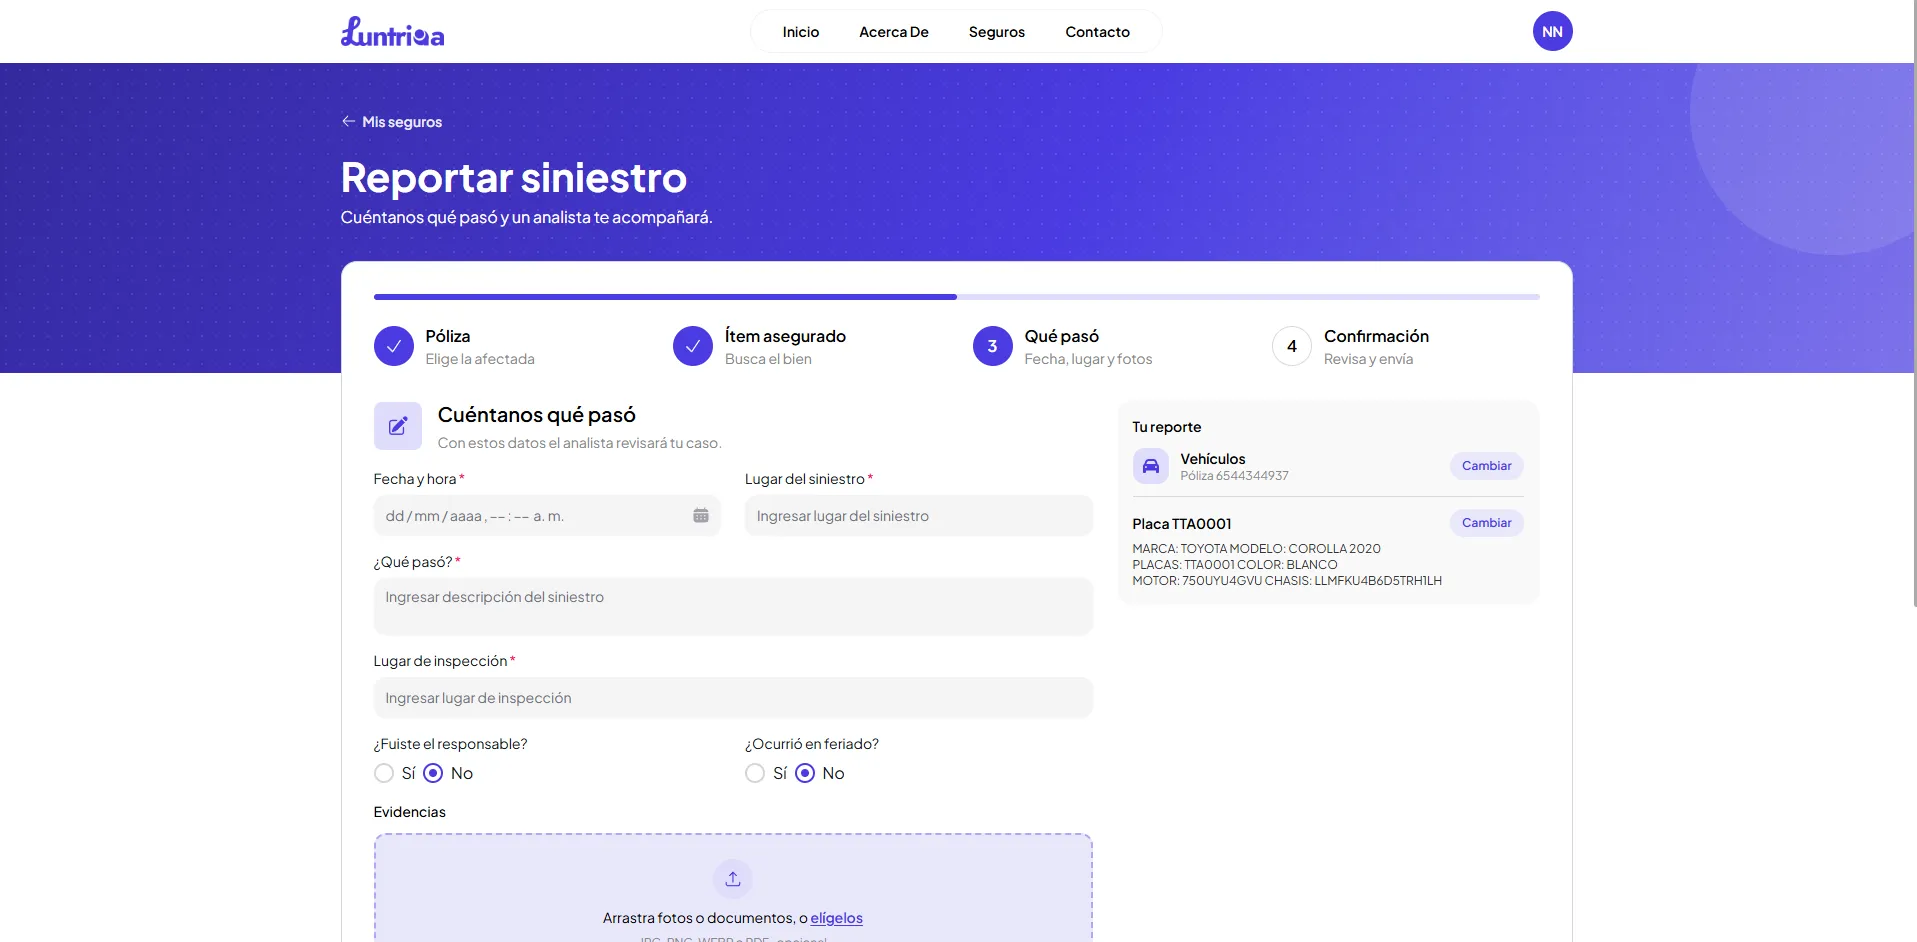 Luntriqa
Inicio
Acerca De
Seguros
Contacto
NN
Mis seguros
Reportar siniestro
Cuéntanos qué pasó y un analista te acompañará.
Póliza
Elige la afectada
Ítem asegurado
Busca el bien
3
Qué pasó
Fecha, lugar y fotos
4
Confirmación
Revisa y envía
Cuéntanos qué pasó
Con estos datos el analista revisará tu caso.
Fecha y hora *
dd/mm/aaaa, --:-- a. m.
Lugar del siniestro *
Ingresar lugar del siniestro
¿Qué pasó? *
Ingresar descripción del siniestro
Lugar de inspección *
Ingresar lugar de inspección
¿Fuiste el responsable?
Sí No
¿Ocurrió en feriado?
Sí No
Evidencias
Arrastra fotos o documentos, o elígelos
Tu reporte
Vehículos
Póliza 6544344937
Cambiar
Placa TTA0001
Cambiar
MARCA: TOYOTA MODELO: COROLLA 2020
PLACAS: TTA0001 COLOR: BLANCO
MOTOR: 750UYU4GVU CHASIS: LLMFKU4B6D5TRH1LH